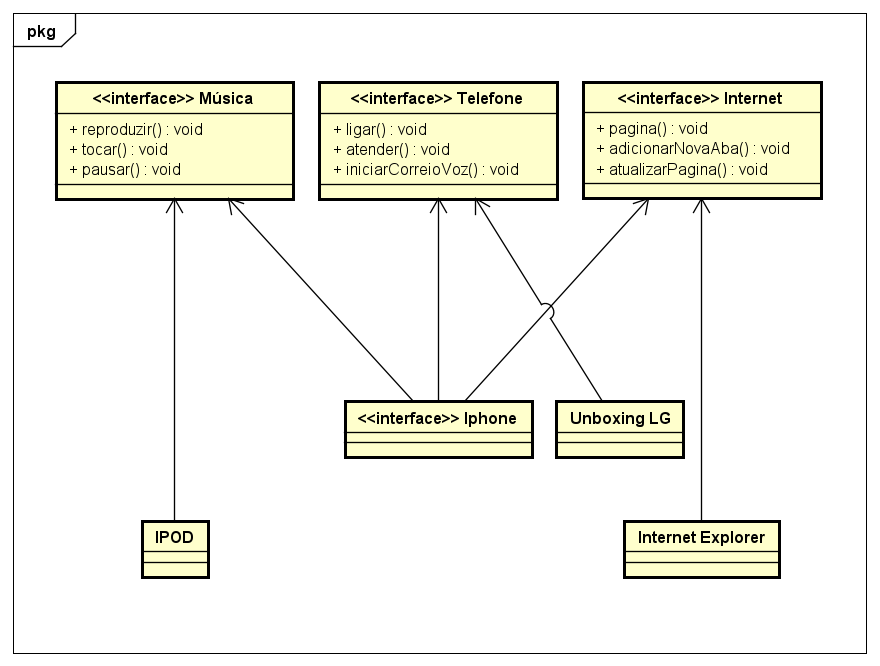 pkg
<<interface>> Música
+ reproduzir() : void
+ tocar() : void
+ pausar() : void
<<interface>> Telefone
+ ligar() : void
+ atender() : void
+ iniciarCorreioVoz() : void
<<interface>> Internet
+ pagina() : void
+ adicionarNovaAba() : void
+ atualizarPagina() : void
<<interface>> Iphone
Unboxing LG
IPOD
Internet Explorer